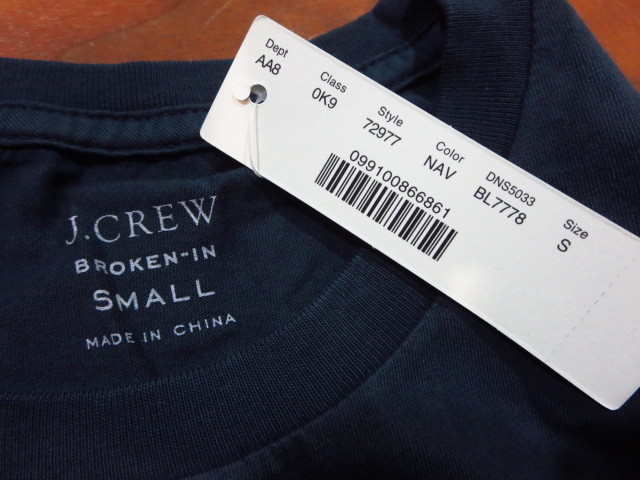 J.CREW
BROKEN-IN
SMALL
MADE IN CHINA
Dept Class Style Color DNS5033 Size
AA8 0K9 72977 NAV BL7778 S
099100866861